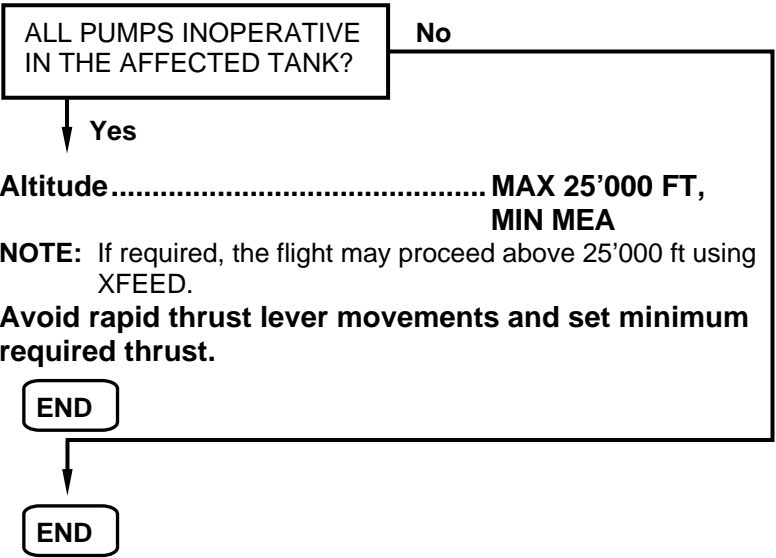 ALL PUMPS INOPERATIVE
IN THE AFFECTED TANK?
No
Yes
Altitude.............................................. MAX 25’000 FT,
MIN MEA
NOTE: If required, the flight may proceed above 25’000 ft using
XFEED.
Avoid rapid thrust lever movements and set minimum
required thrust.
END
END